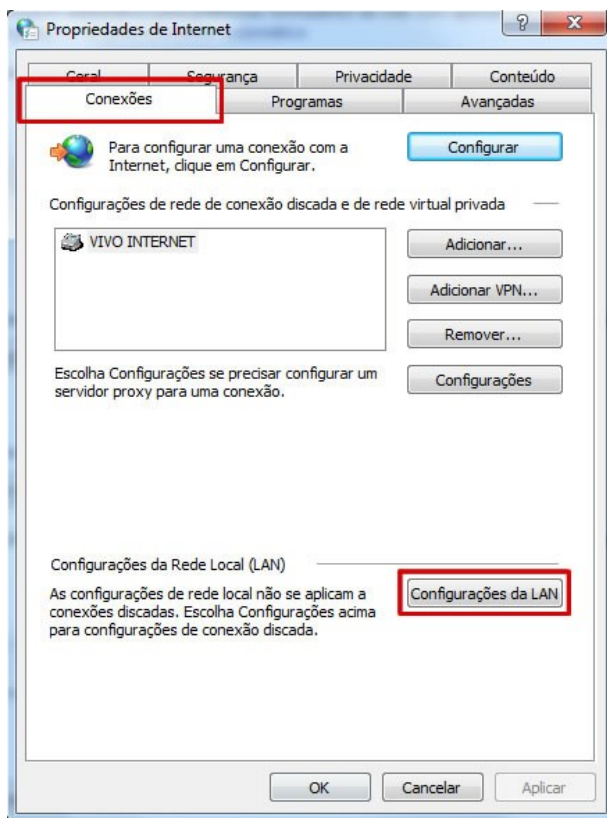 Propriedades de Internet
Geral
Segurança
Privacidade
Conteúdo
Conexões
Programas
Avançadas
Para configurar uma conexão com a
Internet, clique em Configurar.
Configurar
Configurações de rede de conexão discada e de rede virtual privada
VIVO INTERNET
Adicionar...
Adicionar VPN...
Remover...
Escolha Configurações se precisar configurar um
servidor proxy para uma conexão.
Configurações
Configurações da Rede Local (LAN)
As configurações de rede local não se aplicam a
conexões discadas. Escolha Configurações acima
para configurações de conexão discada.
Configurações da LAN
OK
Cancelar
Aplicar